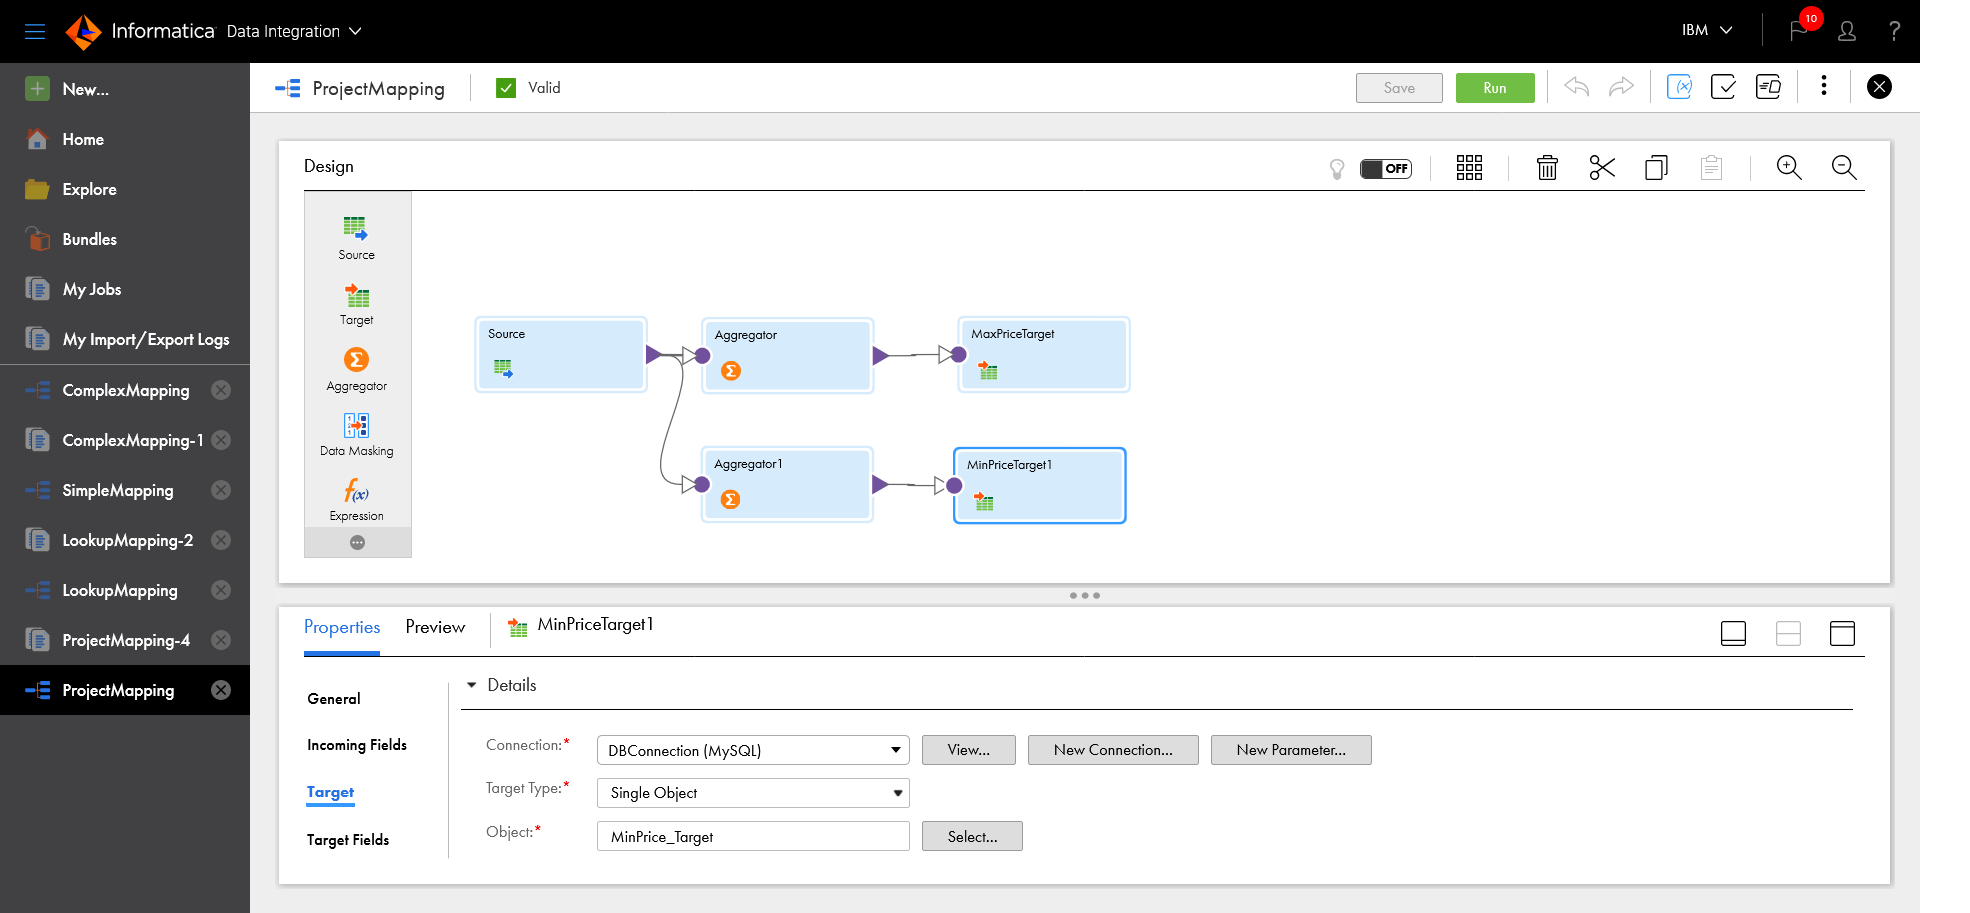 Informatica Data Integration
IBM
10
?
New...
Home
Explore
Bundles
My Jobs
My Import/Export Logs
ComplexMapping
ComplexMapping-1
SimpleMapping
LookupMapping-2
LookupMapping
ProjectMapping-4
ProjectMapping
ProjectMapping
Valid
Save
Run
Design
OFF
Source
Target
Aggregator
Data Masking
f(x)
Expression
Source
Aggregator
MaxPriceTarget
Aggregator1
MinPriceTarget1
Properties
Preview
MinPriceTarget1
General
Incoming Fields
Target
Target Fields
Details
Connection:*
DBConnection (MySQL)
View...
New Connection...
New Parameter...
Target Type:*
Single Object
Object:*
MinPrice_Target
Select...